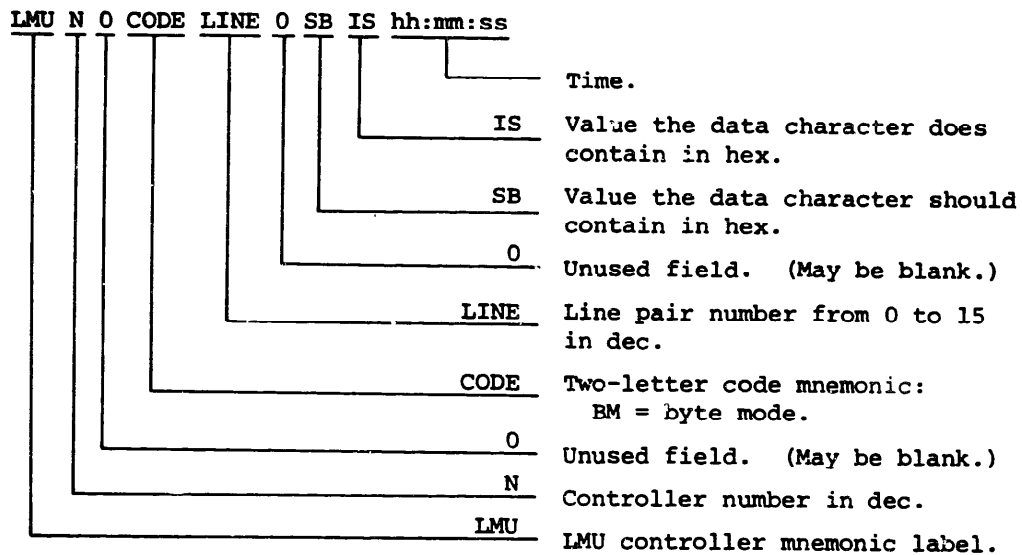 LMU N 0 CODE LINE 0 SB IS hh:mm:ss
Time.
IS Value the data character does
contain in hex.
SB Value the data character should
contain in hex.
0 Unused field. (May be blank.)
LINE Line pair number from 0 to 15
in dec.
CODE Two-letter code mnemonic:
BM = byte mode.
0 Unused field. (May be blank.)
N Controller number in dec.
LMU LMU controller mnemonic label.